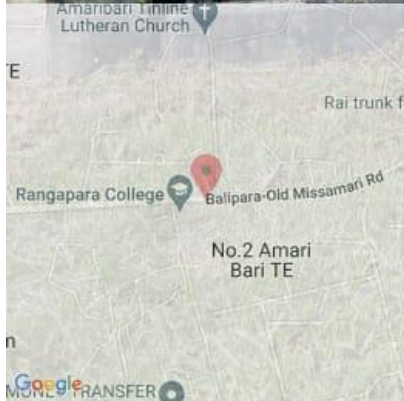 Amaribari Tinline
Lutheran Church
TE
Rai trunk f
Rangapara College
Balipara-Old Missamari Rd
No.2 Amari
Bari TE
n
Google
TRANSFER